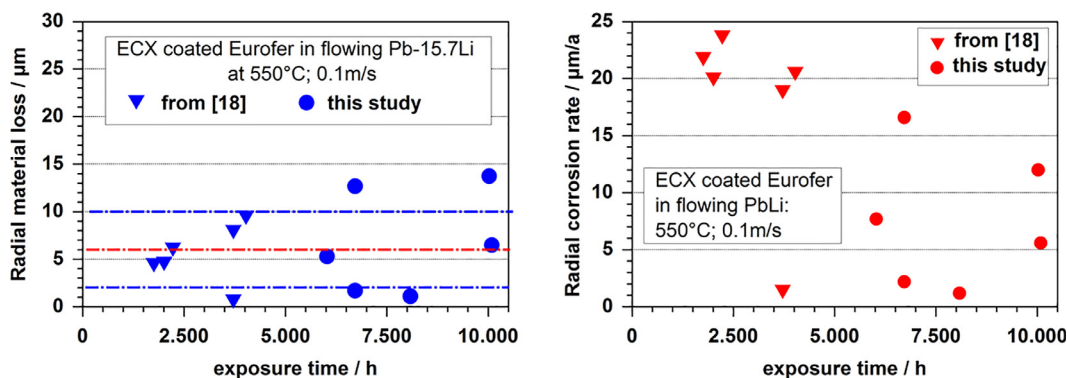 Radial material loss / µm
30
25
20
15
10
5
0
ECX coated Eurofer in flowing Pb-15.7Li
at 550°C; 0.1m/s
from [18]
this study
0
2.500
5.000
7.500
10.000
exposure time / h
Radial corrosion rate / µm/a
25
20
15
10
5
0
from [18]
this study
ECX coated Eurofer
in flowing PbLi:
550°C; 0.1m/s
0
2.500
5.000
7.500
10.000
exposure time / h